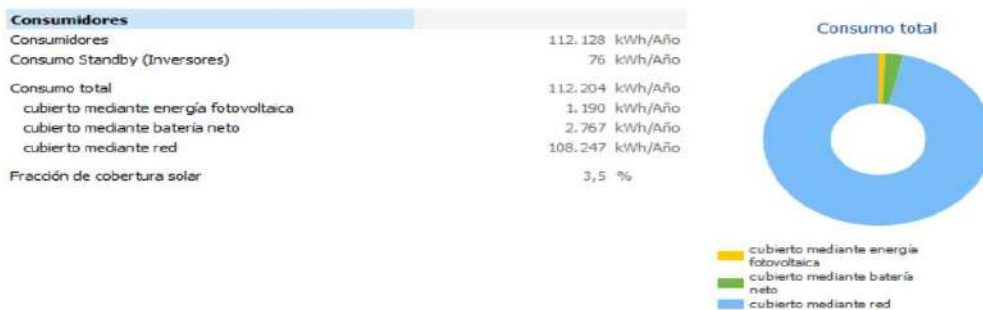 Consumidores
Consumidores 112.128 kWh/Año
Consumo Standby (Inversores) 76 kWh/Año
Consumo total 112.204 kWh/Año
cubierto mediante energía fotovoltaica 1.190 kWh/Año
cubierto mediante batería neto 2.767 kWh/Año
cubierto mediante red 108.247 kWh/Año
Fracción de cobertura solar 3,5 %
Consumo total
cubierto mediante energía
fotovoltaica
cubierto mediante batería
neto
cubierto mediante red